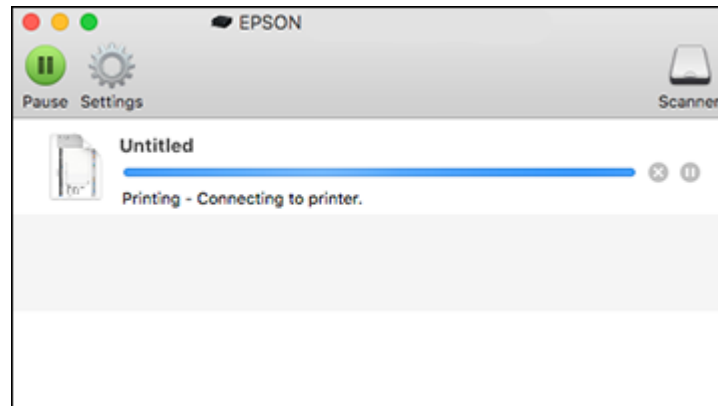 EPSON
Pause Settings
Scanner
Untitled
Printing - Connecting to printer.